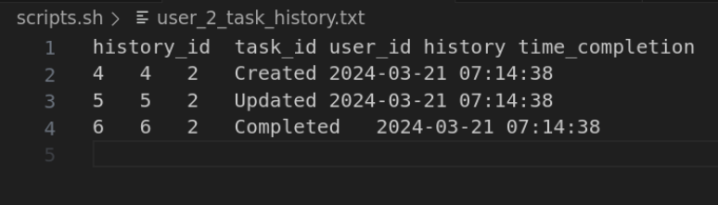 scripts.sh > user_2_task_history.txt
1 history_id task_id user_id history time_completion
2 4 4 2 Created 2024-03-21 07:14:38
3 5 5 2 Updated 2024-03-21 07:14:38
4 6 6 2 Completed 2024-03-21 07:14:38
5